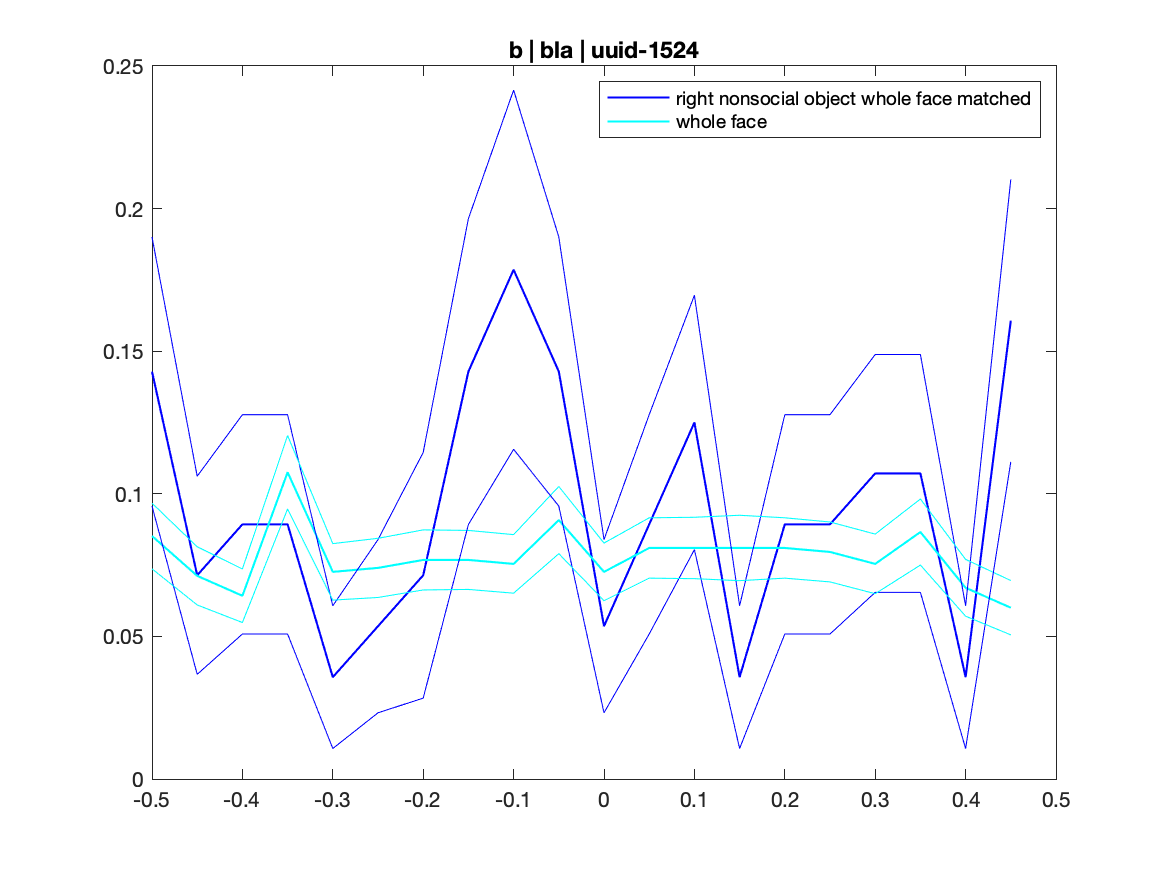 b | bla | uuid-1524
right nonsocial object whole face matched
whole face
0.25
0.2
0.15
0.1
0.05
0
-0.5 -0.4 -0.3 -0.2 -0.1 0 0.1 0.2 0.3 0.4 0.5